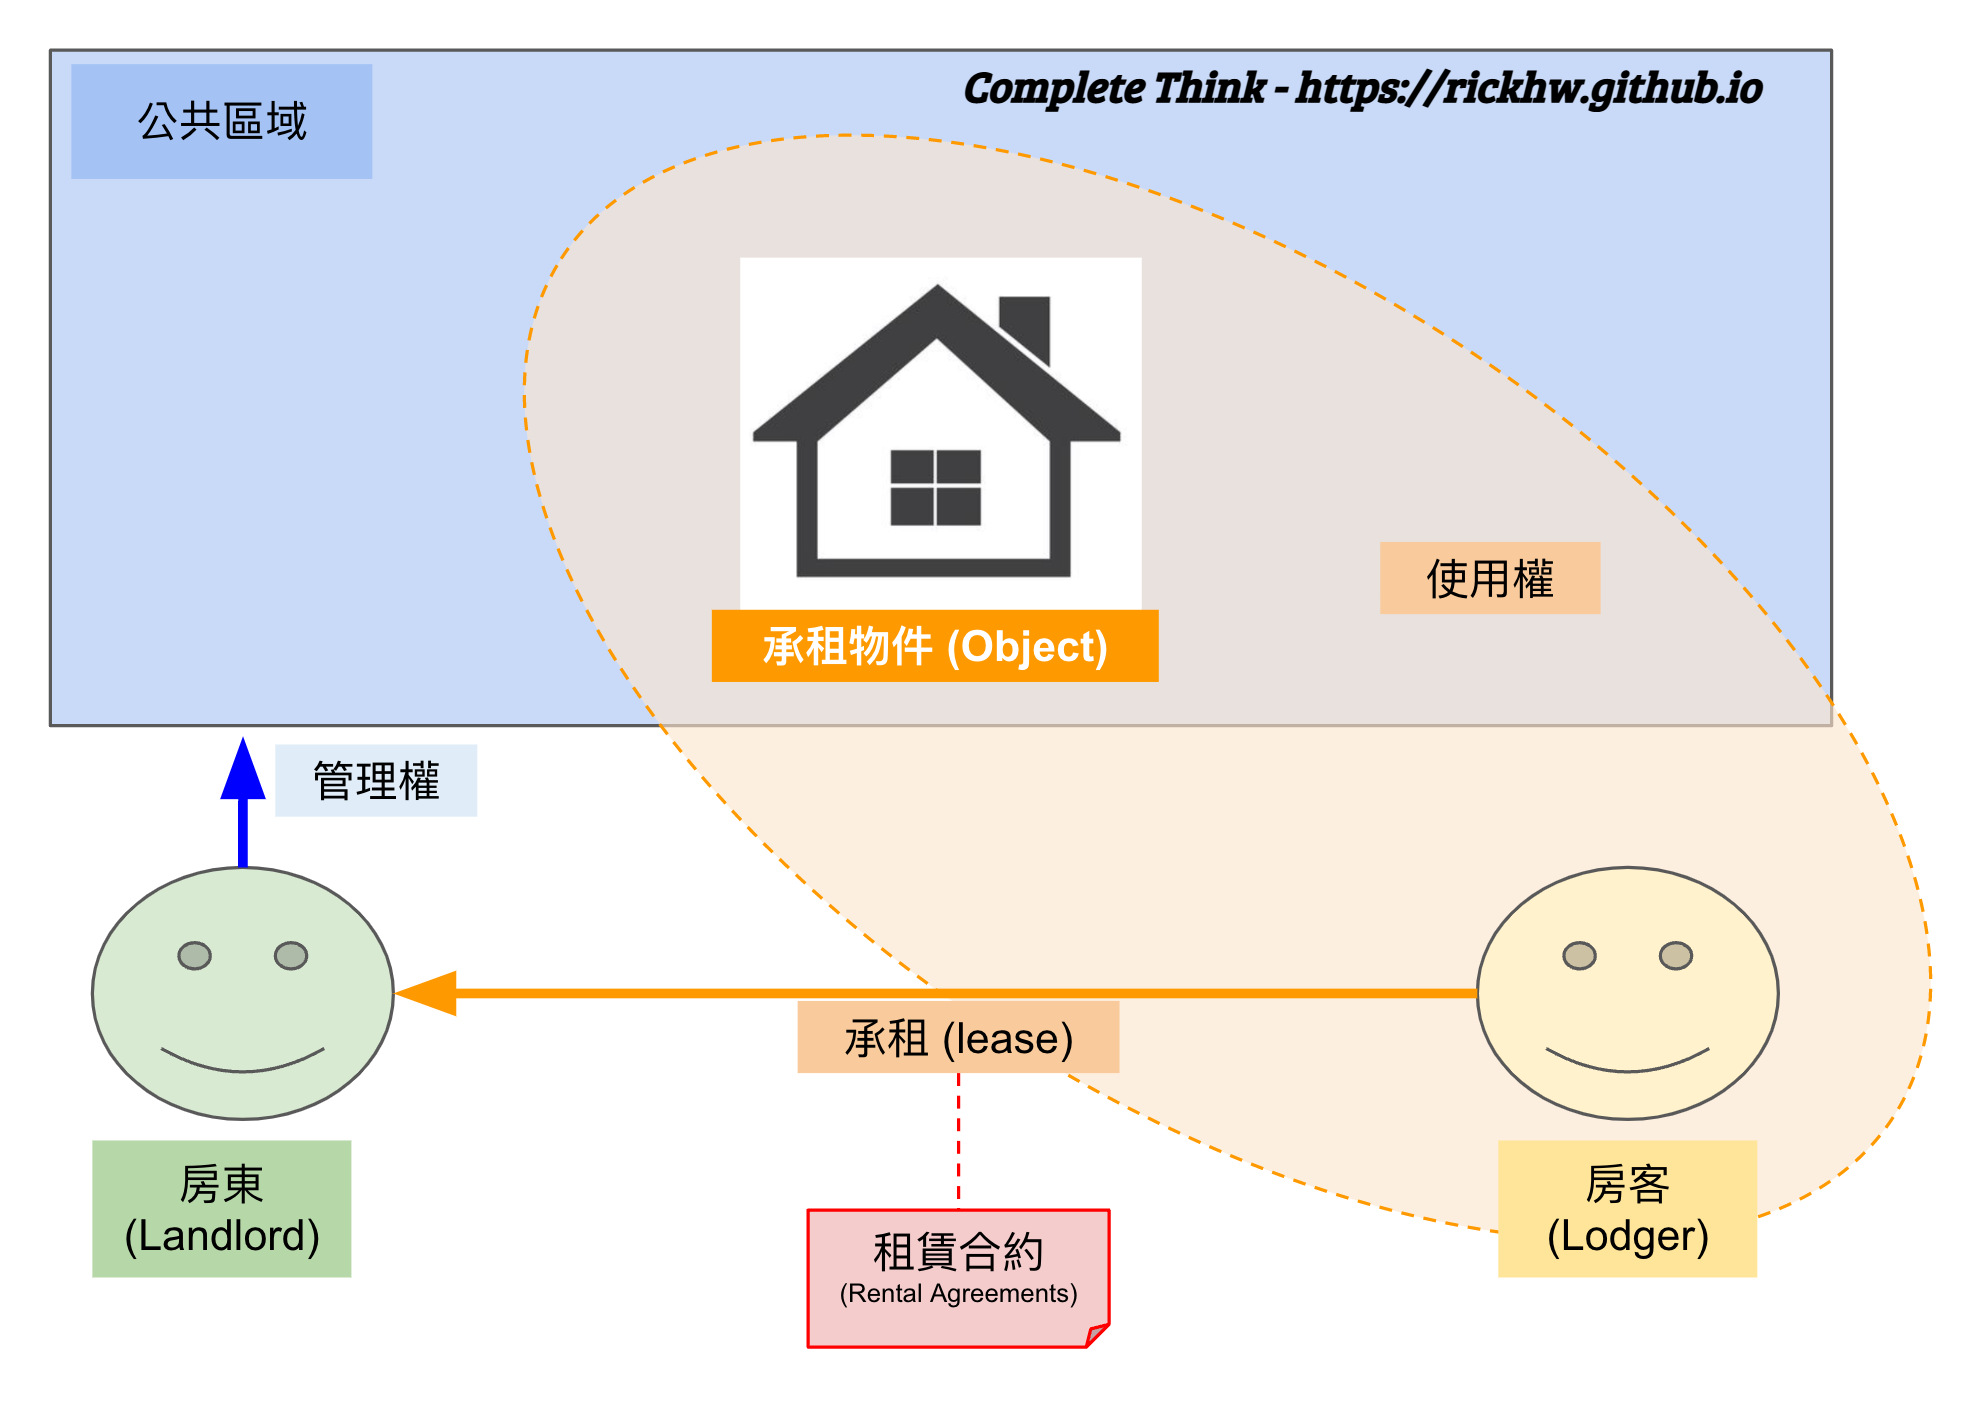 Complete Think - https://rickhw.github.io
公共區域
使用權
承租物件 (Object)
管理權
承租 (lease)
房東
(Landlord)
房客
(Lodger)
租賃合約
(Rental Agreements)